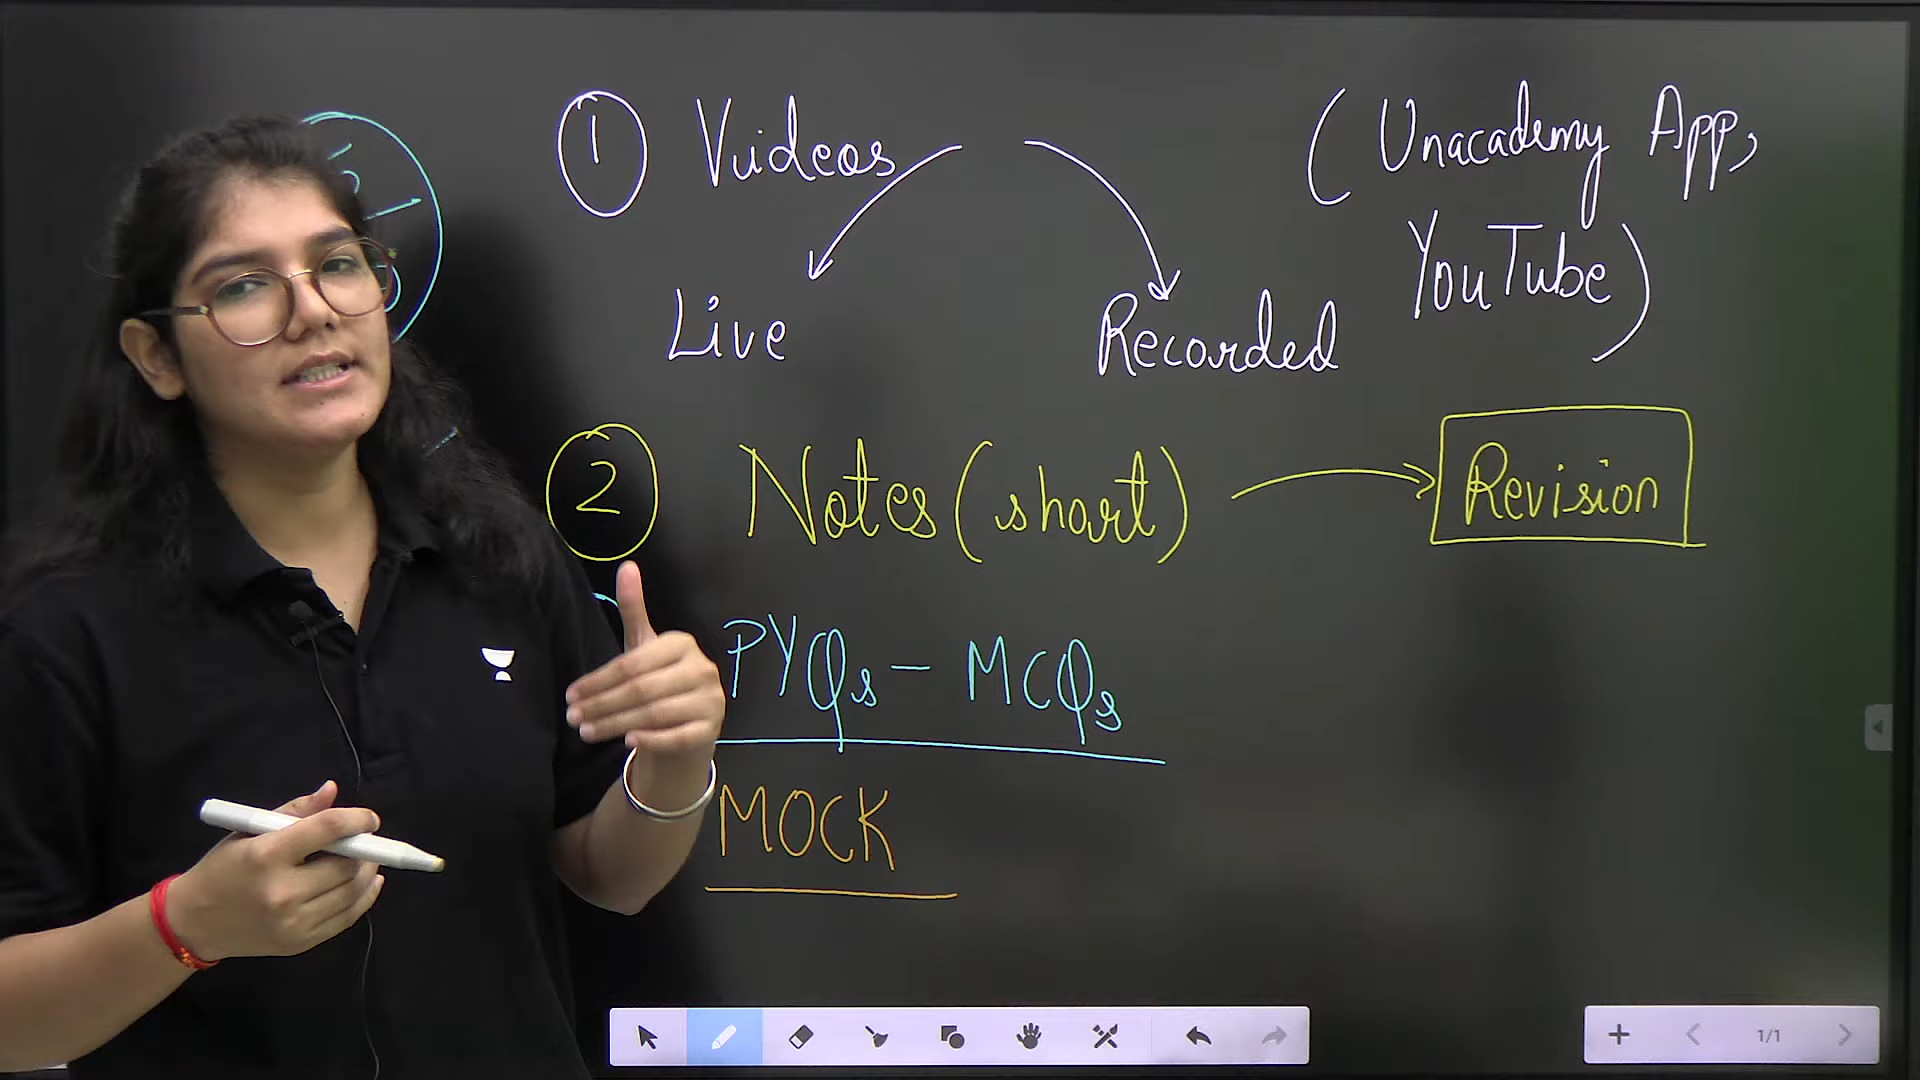 1 Videos
(Unacademy App,
YouTube)
Live Recorded
2 Notes (short) Revision
PYQs - MCQs
MOCK
1/1